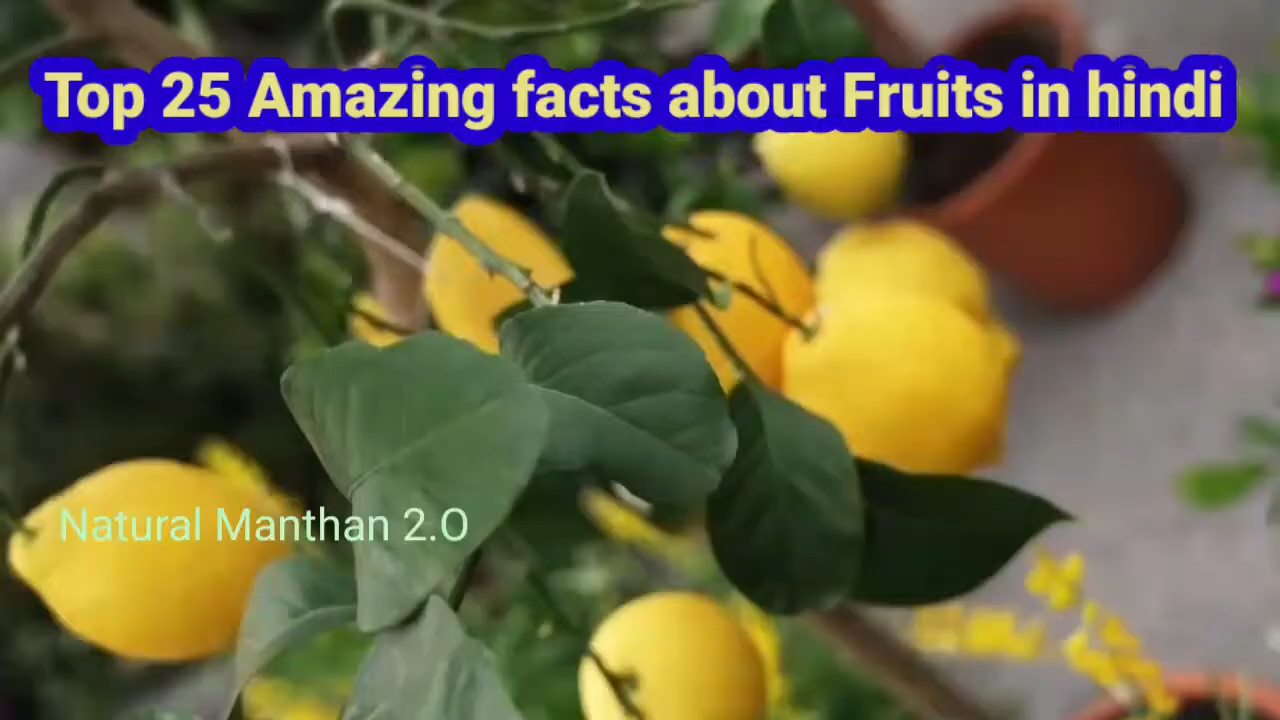 Top 25 Amazing facts about Fruits in hindi
Natural Manthan 2.O